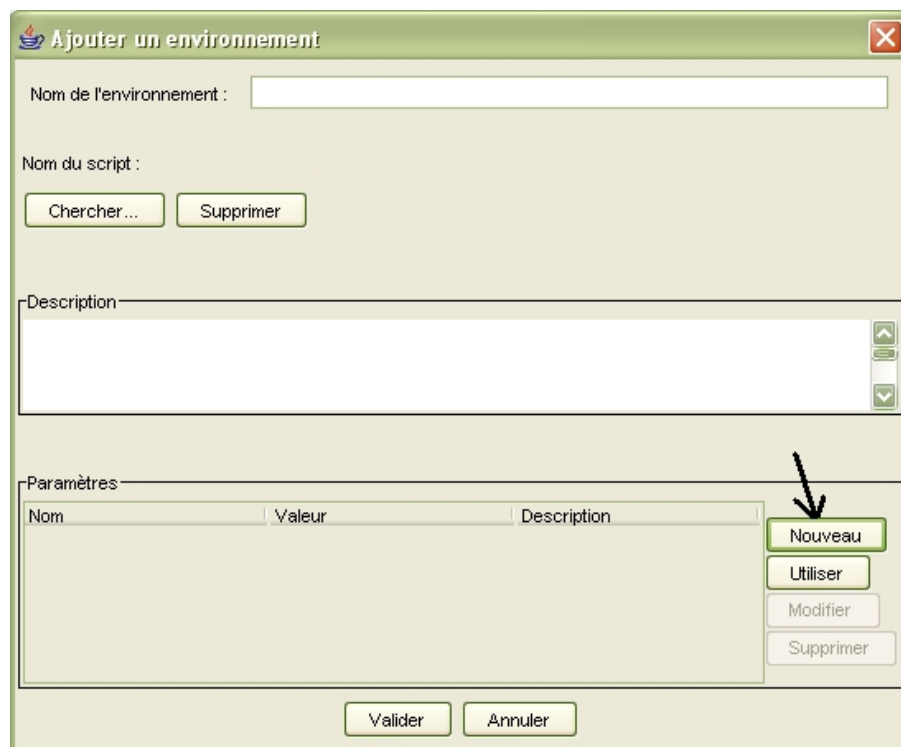 Ajouter un environnement
Nom de l'environnement :
Nom du script :
Chercher... Supprimer
Description
Paramètres
Nom Valeur Description
Nouveau
Utiliser
Modifier
Supprimer
Valider Annuler